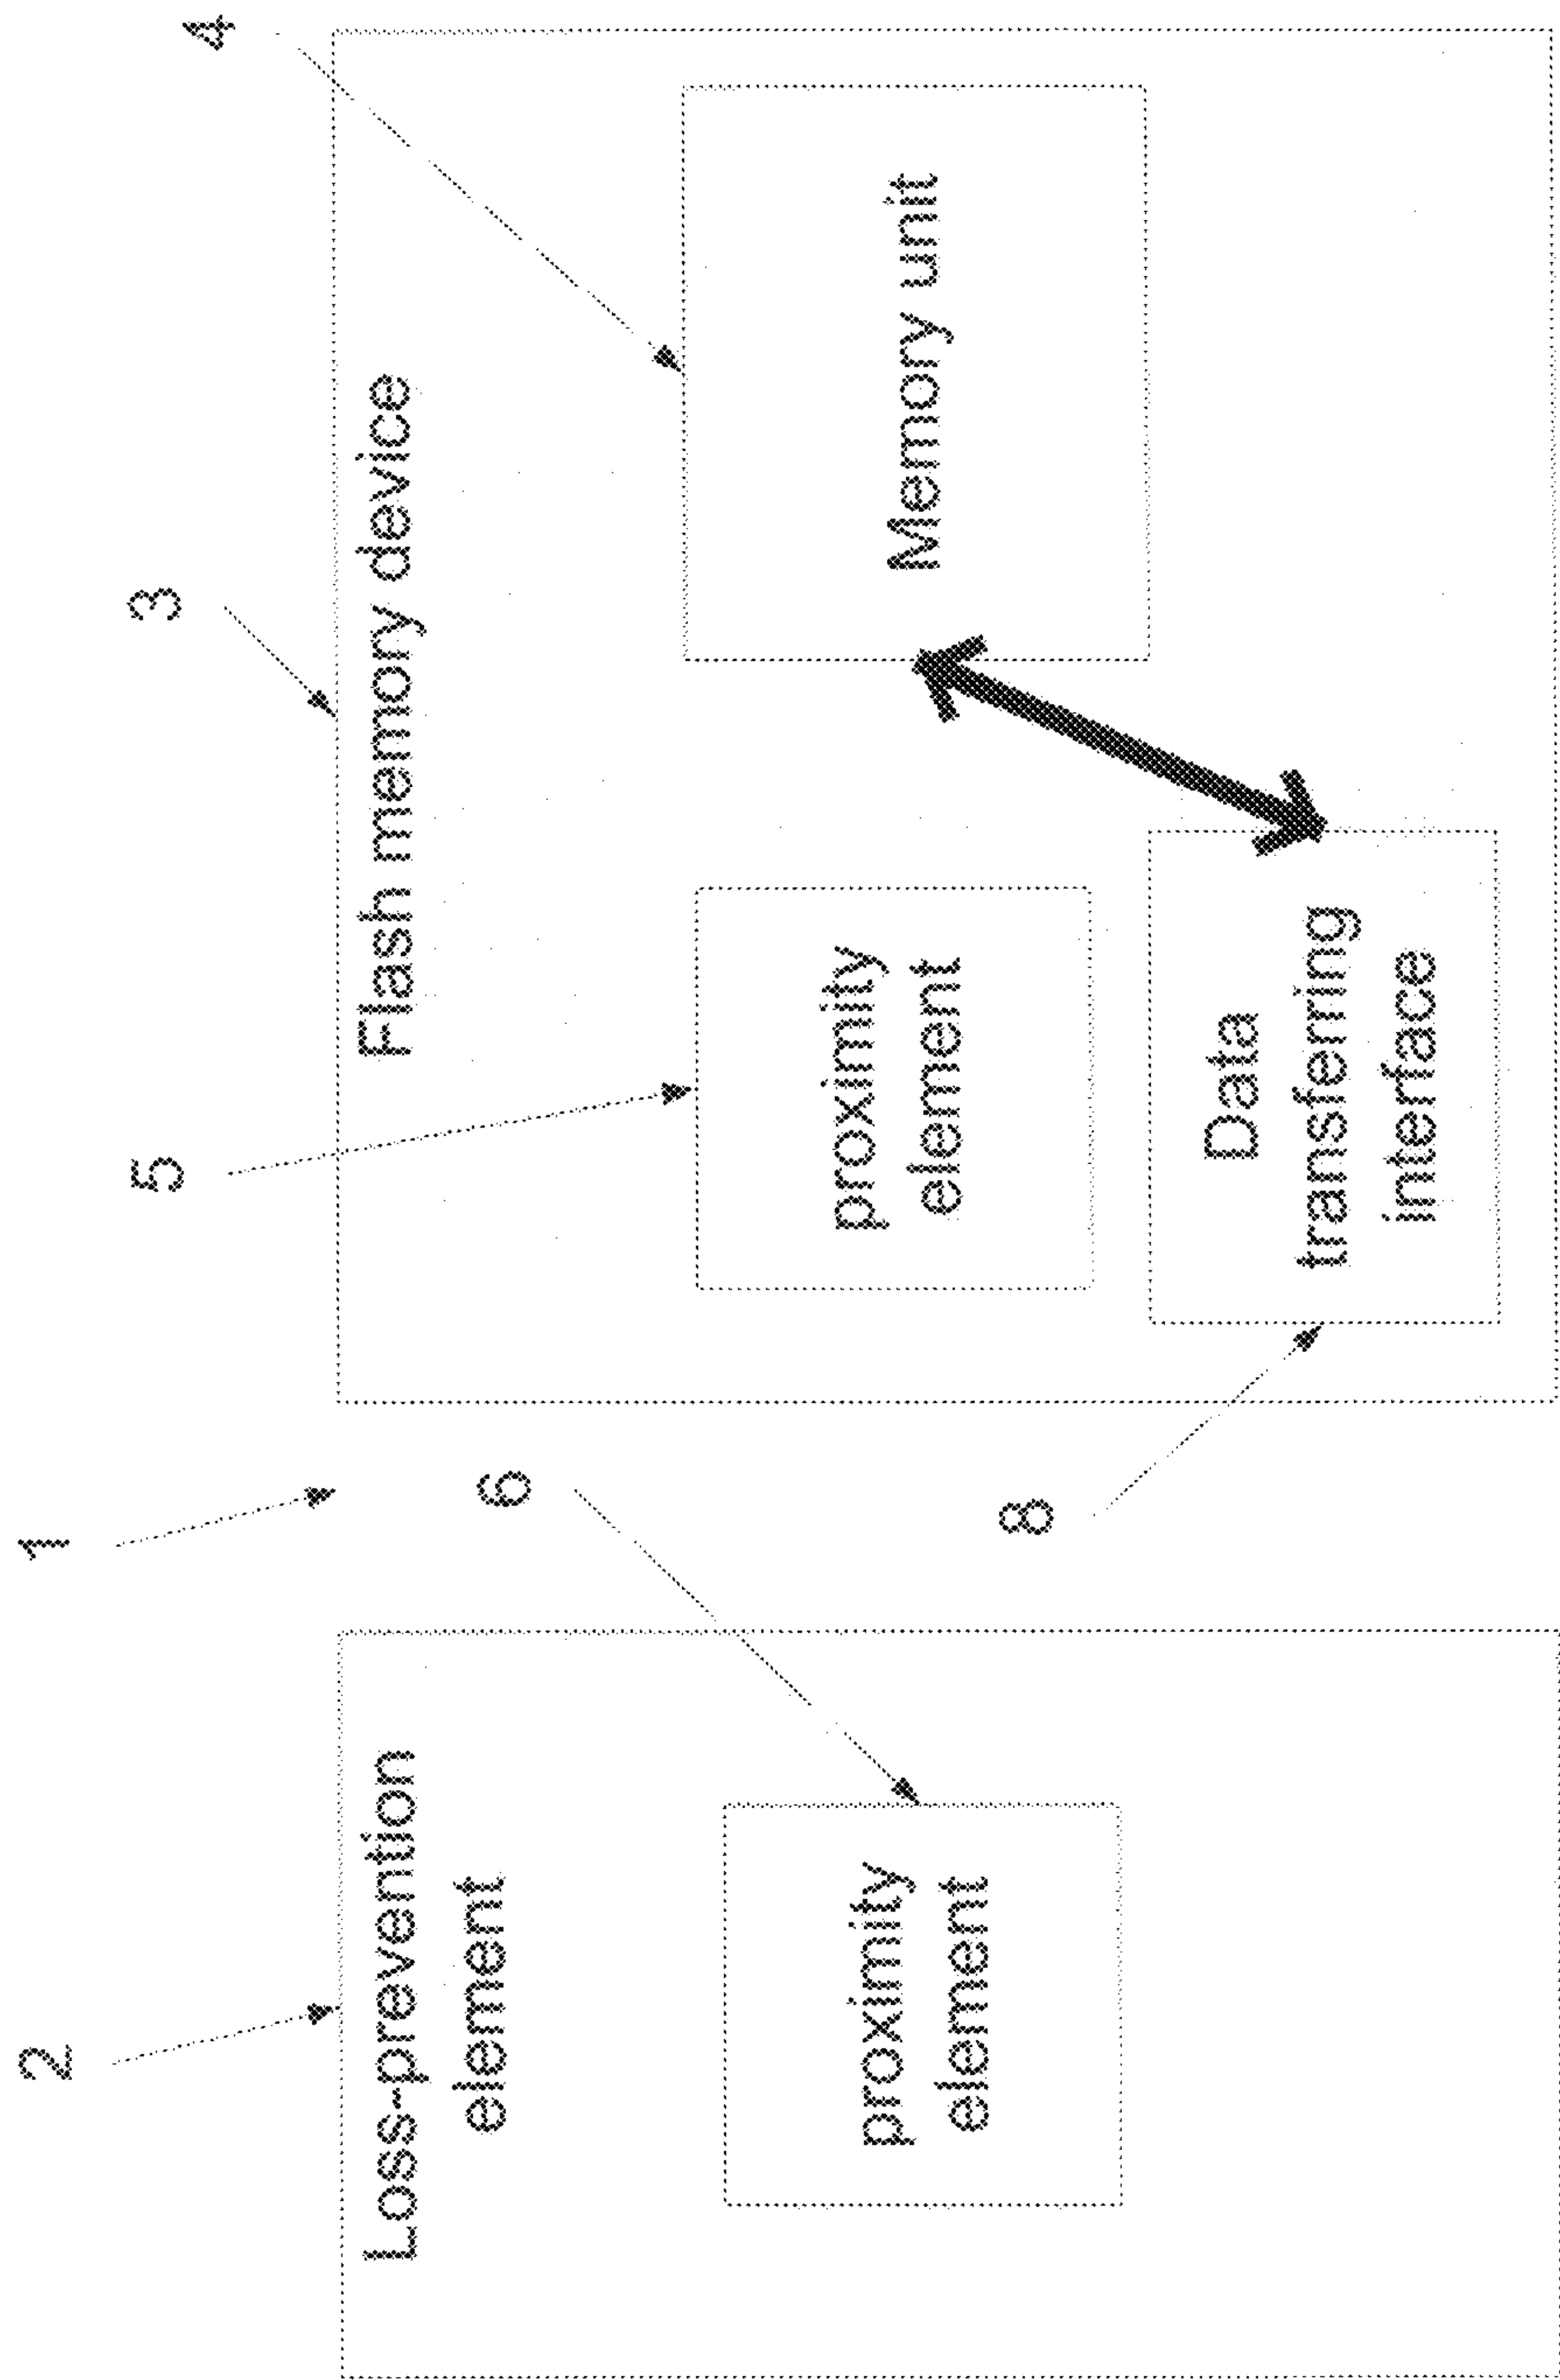 2
1
5
3
4
Loss-prevention
element
6
proximity
element
Flash memory device
proximity
element
Memory unit
8
Data
transferring
interface